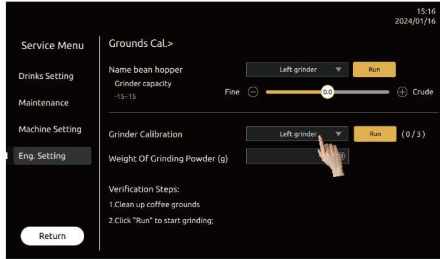 15:16
2024/01/16
Service Menu
Grounds Cal.>
Drinks Setting
Maintenance
Machine Setting
Eng. Setting
Return
Name bean hopper
Left grinder
Run
Grinder capacity
-15~15
Fine
0.0
Crude
Grinder Calibration
Left grinder
Run
(0/3)
Weight Of Grinding Powder (g)
Verification Steps:
1.Clean up coffee grounds
2.Click "Run" to start grinding;